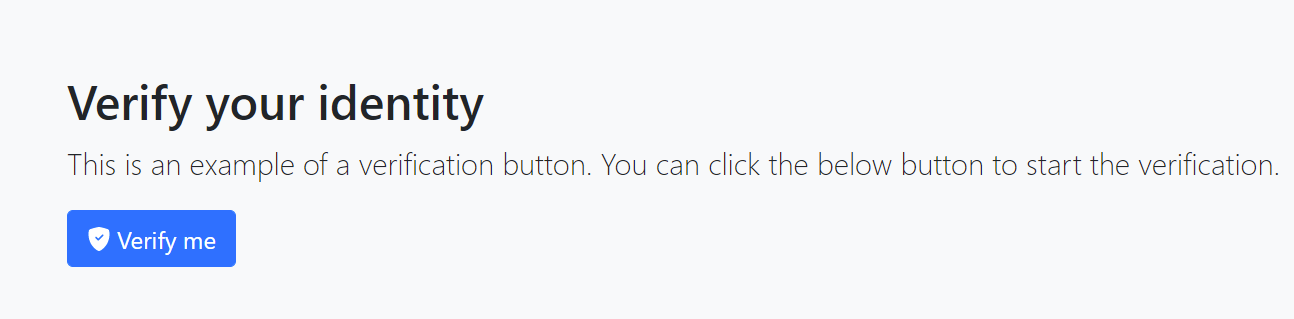 Verify your identity
This is an example of a verification button. You can click the below button to start the verification.
Verify me